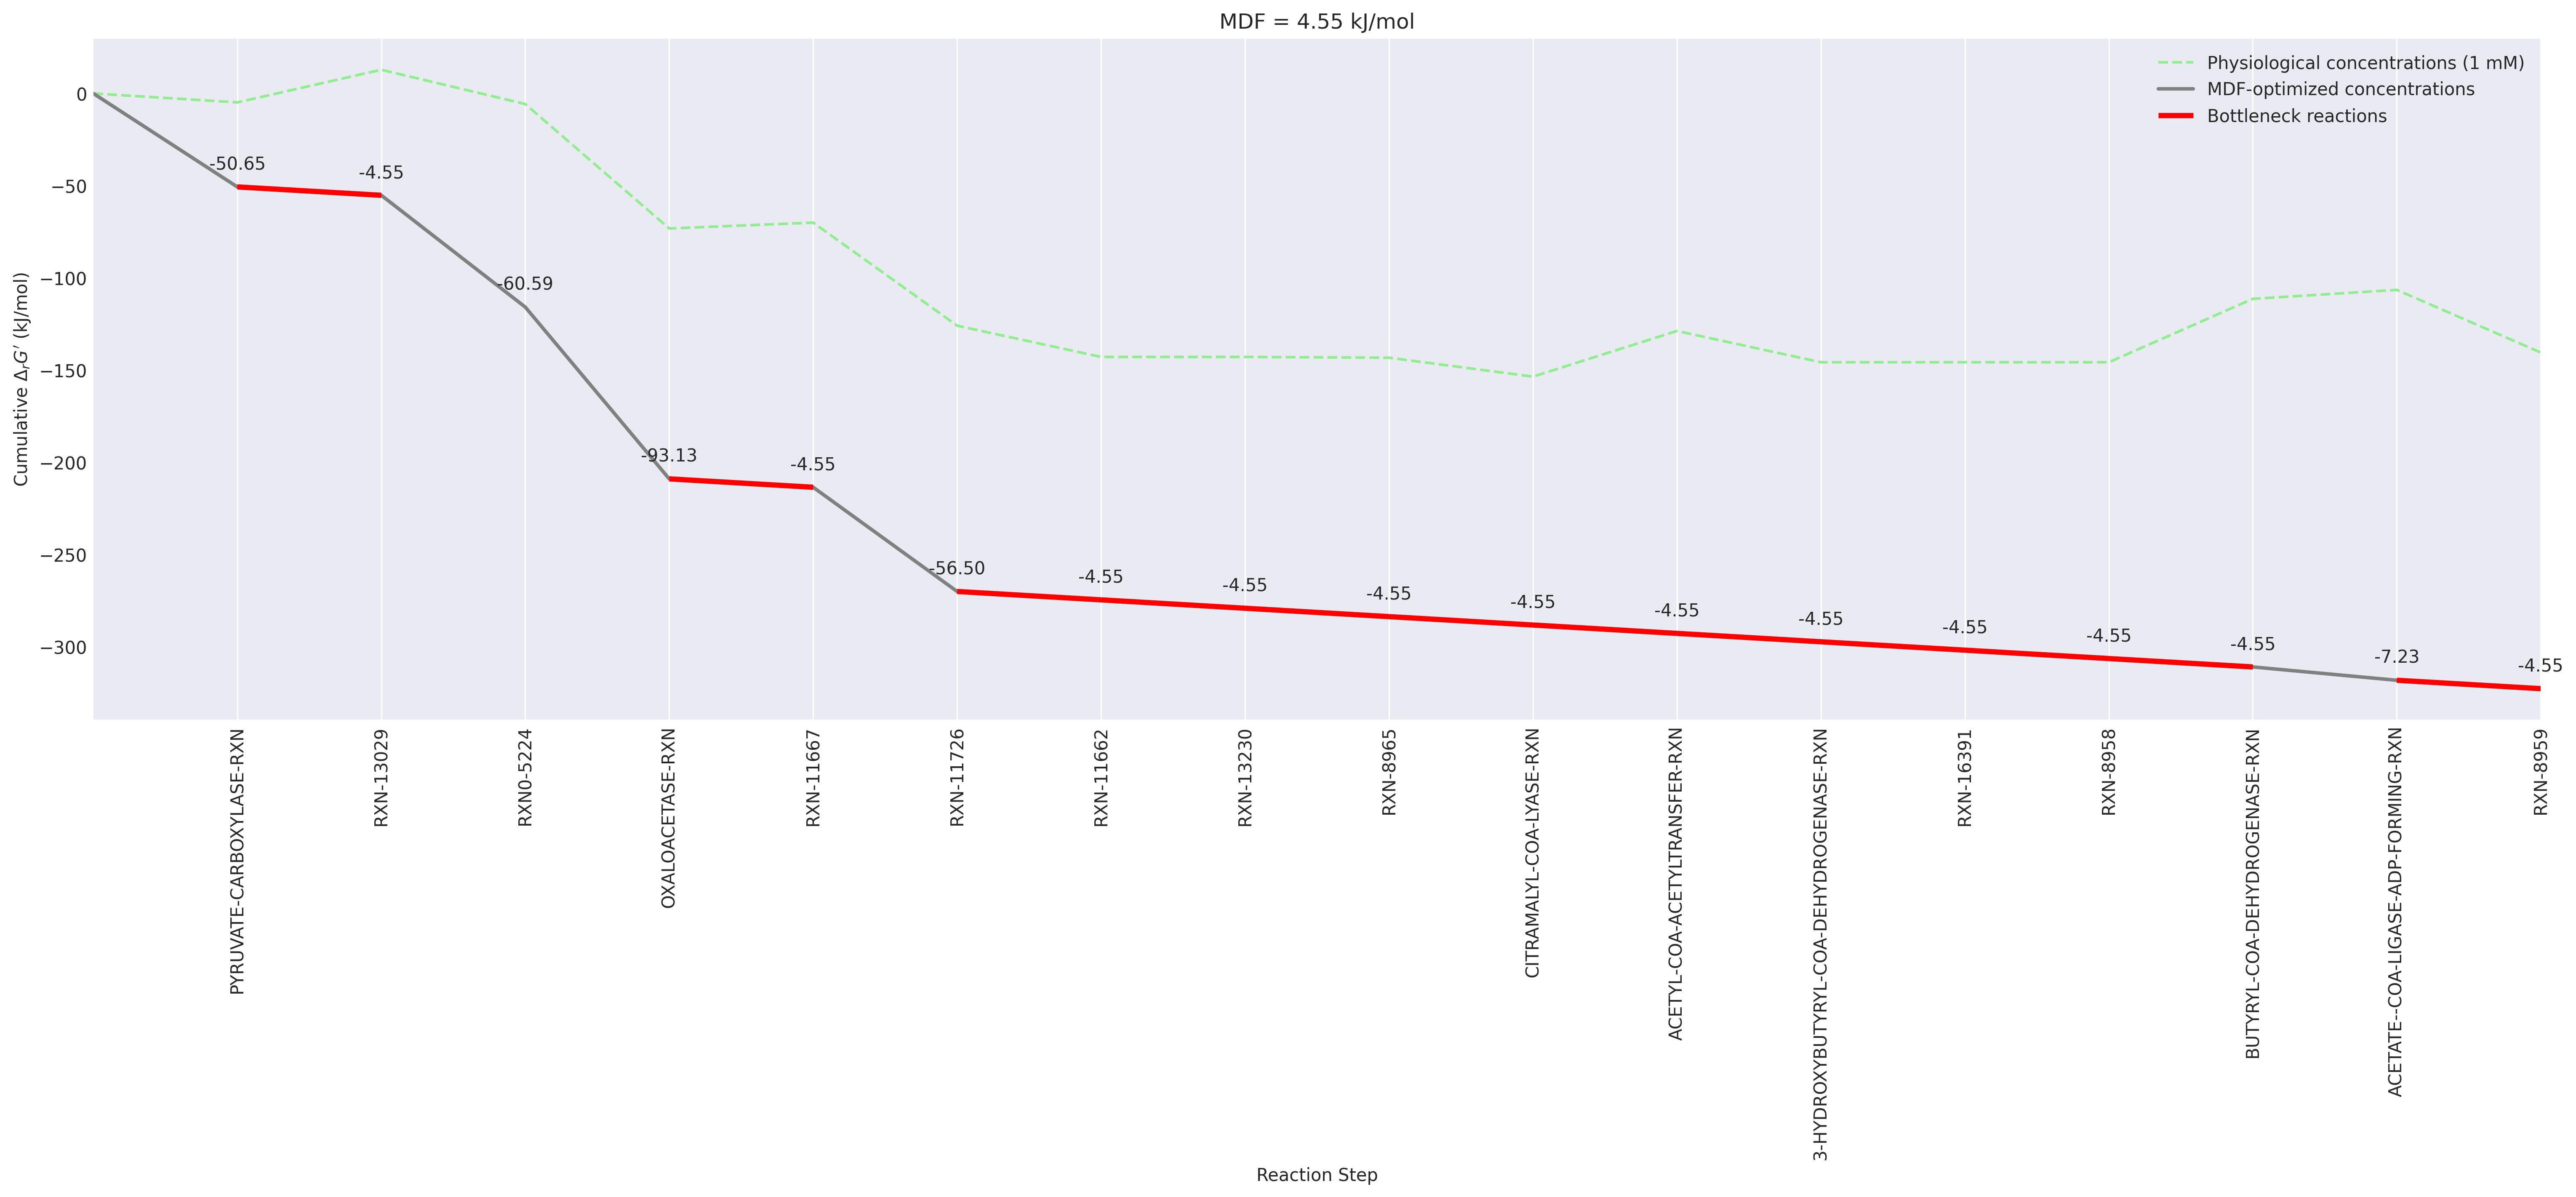 MDF = 4.55 kJ/mol
Physiological concentrations (1 mM)
MDF-optimized concentrations
Bottleneck reactions
Cumulative ΔrG′ (kJ/mol)
0
−50
−100
−150
−200
−250
−300
-50.65
-4.55
-60.59
-93.13
-4.55
-56.50
-4.55
-4.55
-4.55
-4.55
-4.55
-4.55
-4.55
-4.55
-4.55
-7.23
-4.55
PYRUVATE-CARBOXYLASE-RXN
RXN-13029
RXN0-5224
OXALOACETASE-RXN
RXN-11667
RXN-11726
RXN-11662
RXN-13230
RXN-8965
CITRAMALYL-COA-LYASE-RXN
ACETYL-COA-ACETYLTRANSFER-RXN
3-HYDROXYBUTYRYL-COA-DEHYDROGENASE-RXN
RXN-16391
RXN-8958
BUTYRYL-COA-DEHYDROGENASE-RXN
ACETATE--COA-LIGASE-ADP-FORMING-RXN
RXN-8959
Reaction Step